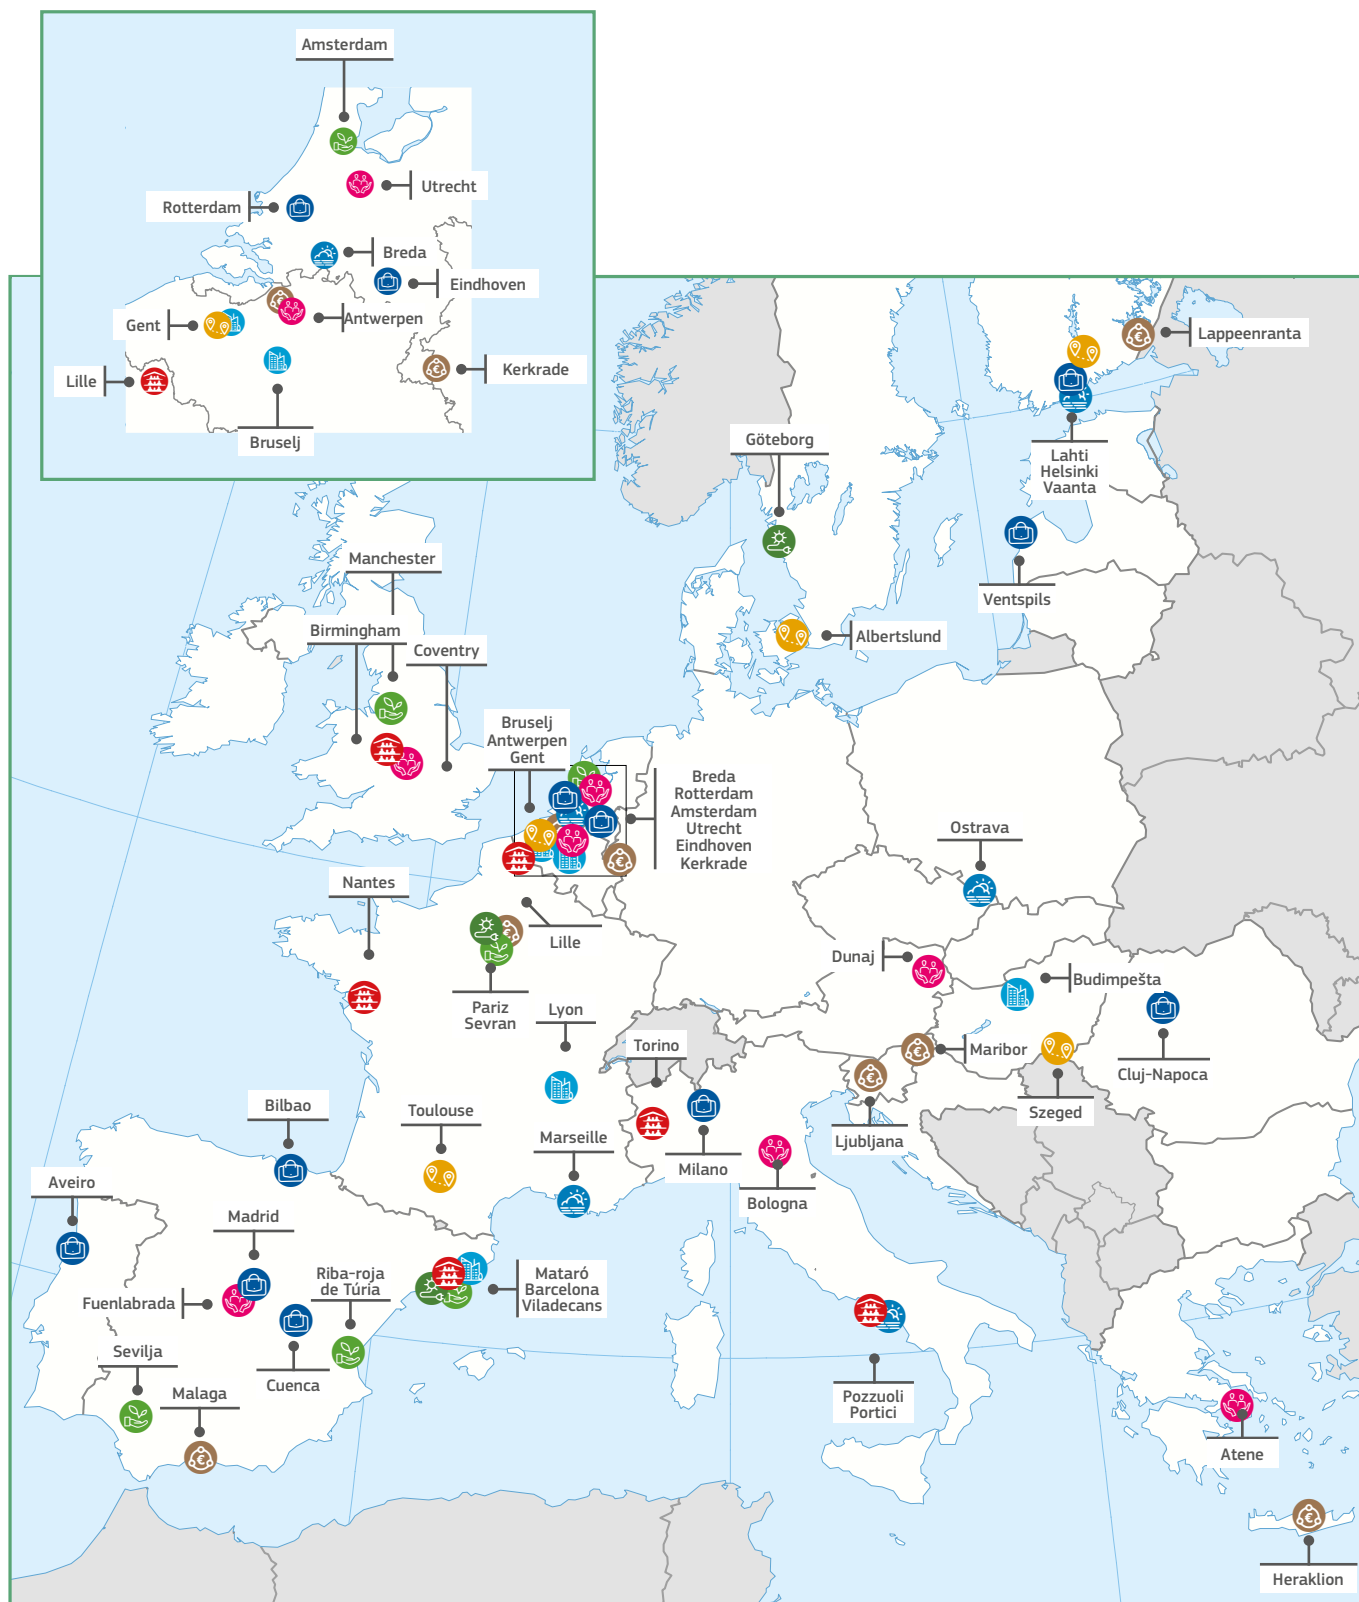 Amsterdam
Utrecht
Rotterdam
Breda
Eindhoven
Gent
Antwerpen
Lille
Kerkrade
Bruselj
Lappeenranta
Göteborg
Lahti
Helsinki
Vaanta
Manchester
Ventspils
Birmingham
Albertslund
Coventry
Bruselj
Antwerpen
Gent
Breda
Rotterdam
Amsterdam
Utrecht
Eindhoven
Kerkrade
Ostrava
Nantes
Lille
Dunaj
Budimpešta
Pariz
Sevran
Lyon
Torino
Maribor
Cluj-Napoca
Bilbao
Toulouse
Szeged
Marseille
Ljubljana
Milano
Aveiro
Bologna
Madrid
Riba-roja
de Túria
Mataró
Barcelona
Viladecans
Fuenlabrada
Sevilja
Cuenca
Malaga
Pozzuoli
Portici
Atene
Heraklion